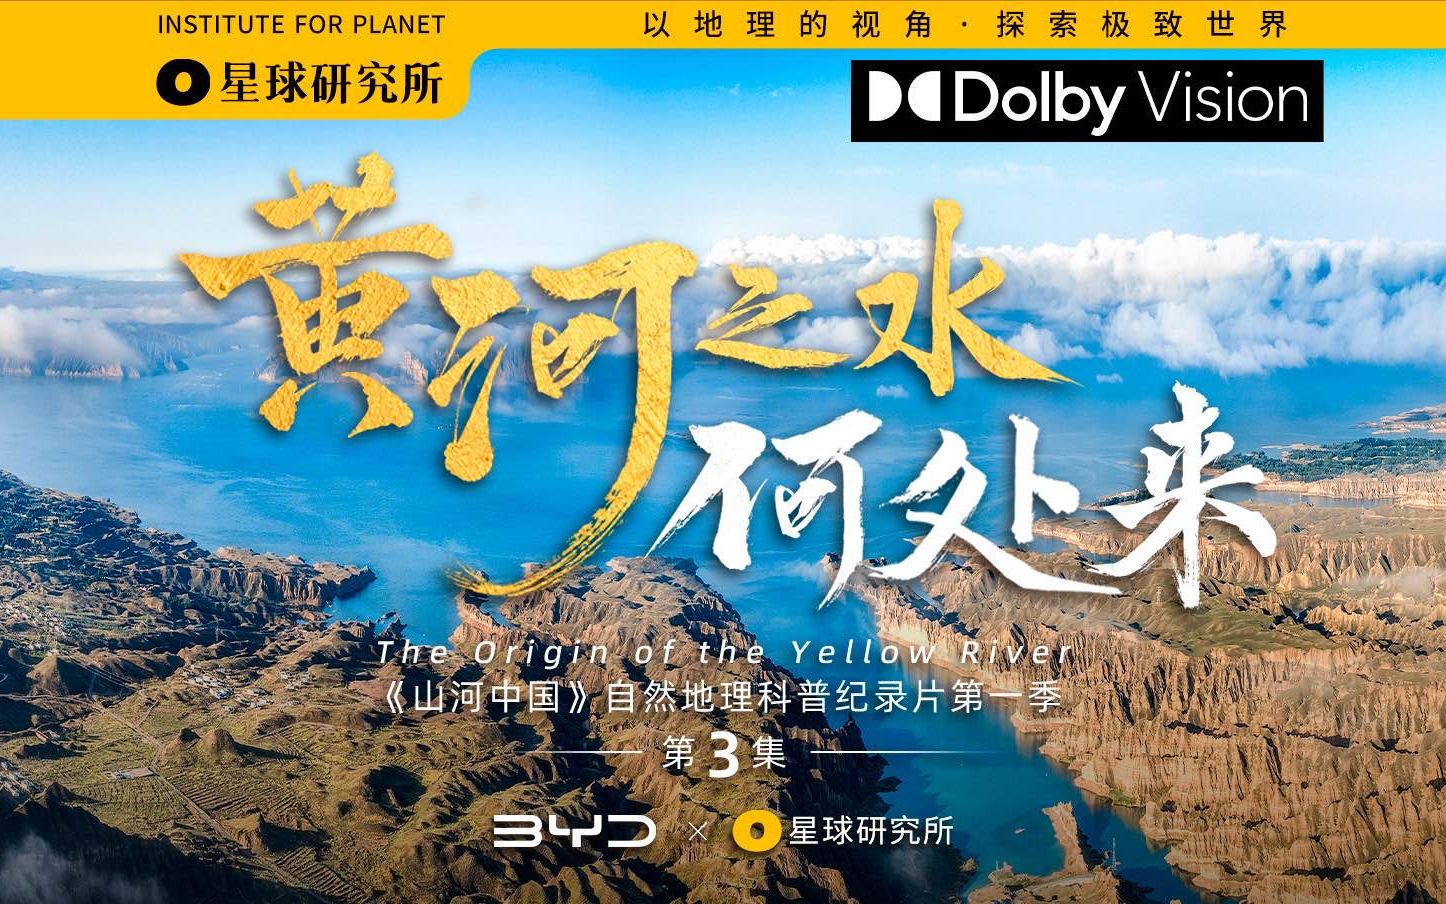 INSTITUTE FOR PLANET
以地理的视角·探索极致世界
星球研究所
Dolby Vision
黄河之水
何处来
The Origin of the Yellow River
《山河中国》自然地理科普纪录片第一季
第3集
BYD × 星球研究所